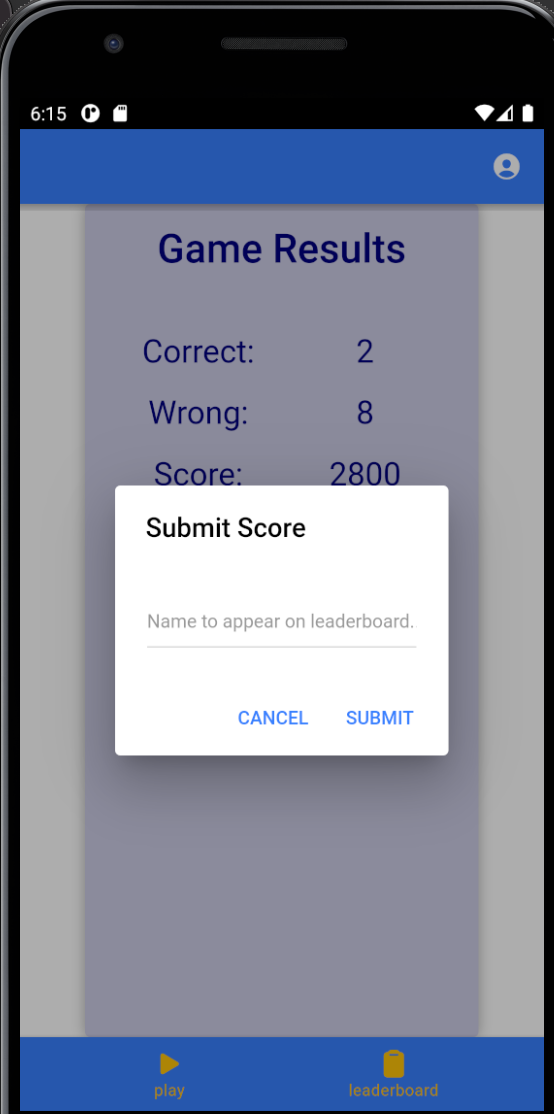 6:15
Game Results
Correct: 2
Wrong: 8
Score: 2800
Submit Score
Name to appear on leaderboard.
CANCEL SUBMIT
play leaderboard